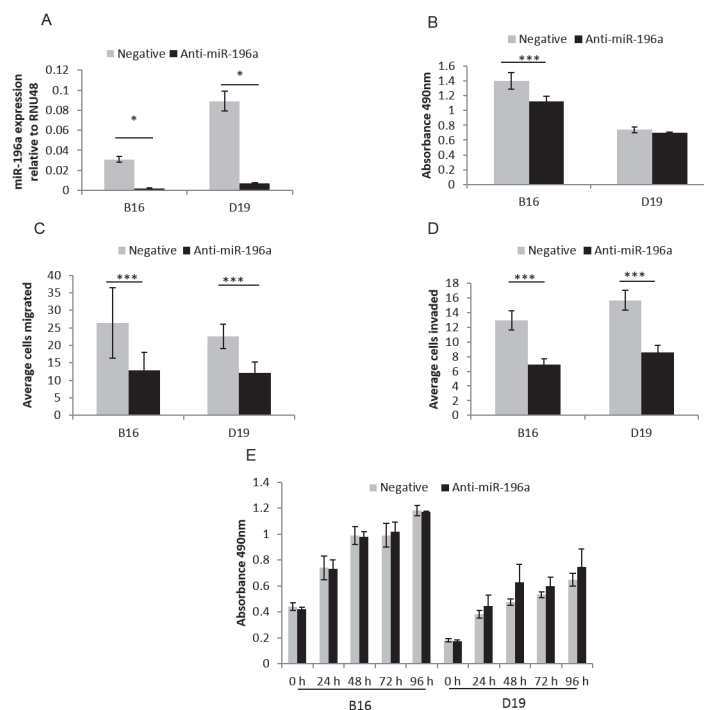 A
Negative Anti-miR-196a
miR-196a expression
relative to RNU48
0.12
0.1
0.08
0.06
0.04
0.02
0
*
*
B16 D19
B
Negative Anti-miR-196a
Absorbance 490nm
1.6
1.4
1.2
1
0.8
0.6
0.4
0.2
0
***
B16 D19
C
Negative Anti-miR-196a
Average cells migrated
40
35
30
25
20
15
10
5
0
***
***
B16 D19
D
Negative Anti-miR-196a
Average cells invaded
18
16
14
12
10
8
6
4
2
0
***
***
B16 D19
E
Negative Anti-miR-196a
Absorbance 490nm
1.4
1.2
1
0.8
0.6
0.4
0.2
0
0 h 24 h 48 h 72 h 96 h 0 h 24 h 48 h 72 h 96 h
B16 D19